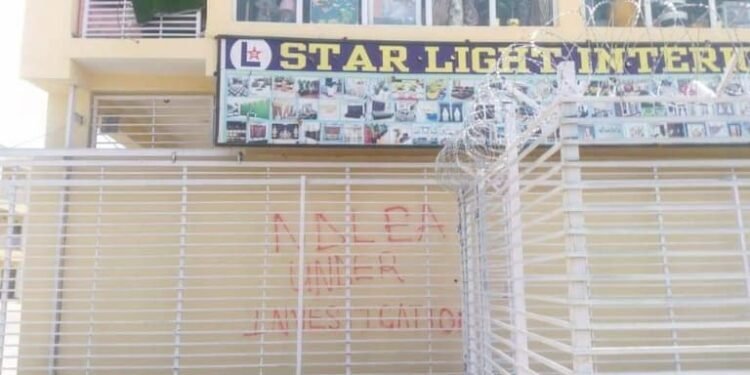 L STAR LIGHT INTER
NDLEA
UNDER
INVESTIGATION